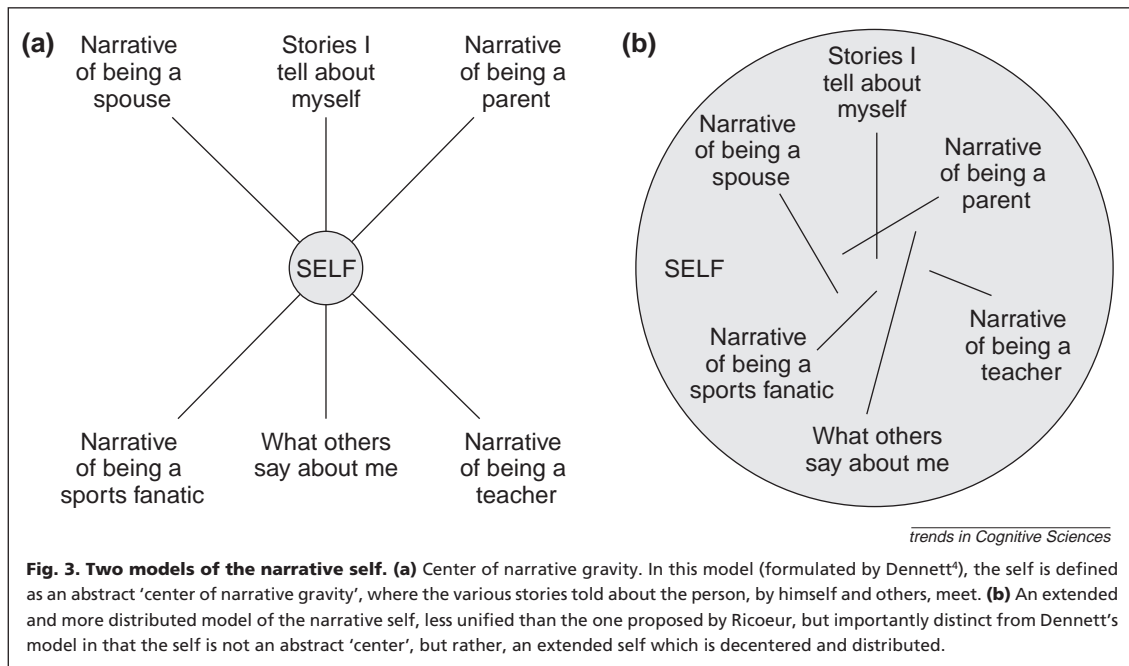 (a)
Narrative
of being a
spouse
Stories I
tell about
myself
Narrative
of being a
parent
SELF
Narrative
of being a
sports fanatic
What others
say about me
Narrative
of being a
teacher
(b)
Stories I
tell about
myself
Narrative
of being a
spouse
Narrative
of being a
parent
SELF
Narrative
of being a
sports fanatic
Narrative
of being a
teacher
What others
say about me
trends in Cognitive Sciences
Fig. 3. Two models of the narrative self. (a) Center of narrative gravity. In this model (formulated by Dennett⁴), the self is defined
as an abstract ‘center of narrative gravity’, where the various stories told about the person, by himself and others, meet. (b) An extended
and more distributed model of the narrative self, less unified than the one proposed by Ricoeur, but importantly distinct from Dennett’s
model in that the self is not an abstract ‘center’, but rather, an extended self which is decentered and distributed.